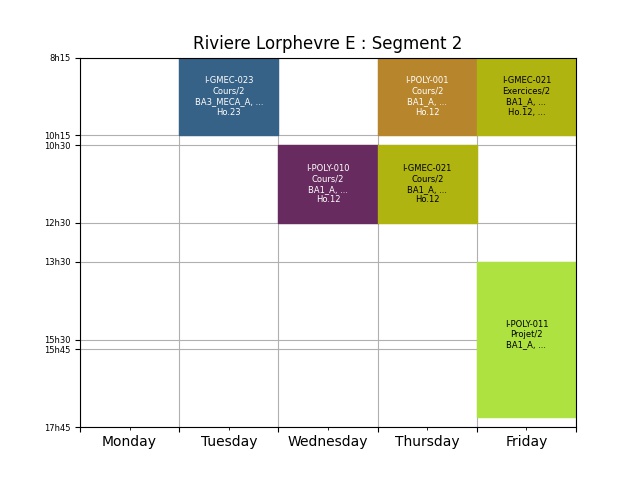 Riviere Lorphevre E : Segment 2
8h15
10h15
10h30
12h30
13h30
15h30
15h45
17h45
I-GMEC-023
Cours/2
BA3_MECA_A, ...
Ho.23
I-POLY-010
Cours/2
BA1_A, ...
Ho.12
I-POLY-001
Cours/2
BA1_A, ...
Ho.12
I-GMEC-021
Cours/2
BA1_A, ...
Ho.12
I-GMEC-021
Exercices/2
BA1_A, ...
Ho.12, ...
I-POLY-011
Projet/2
BA1_A, ...
Monday
Tuesday
Wednesday
Thursday
Friday